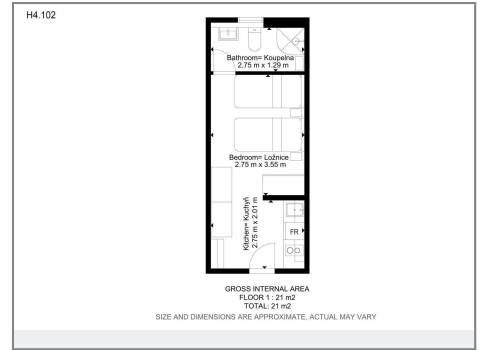 H4.102
Bathroom= Koupelna
2.75 m x 1.29 m
Bedroom= Ložnice
2.75 m x 3.55 m
Kitchen= Kuchyň
2.75 m x 2.01 m
FR
GROSS INTERNAL AREA
FLOOR 1 : 21 m2
TOTAL: 21 m2
SIZE AND DIMENSIONS ARE APPROXIMATE, ACTUAL MAY VARY